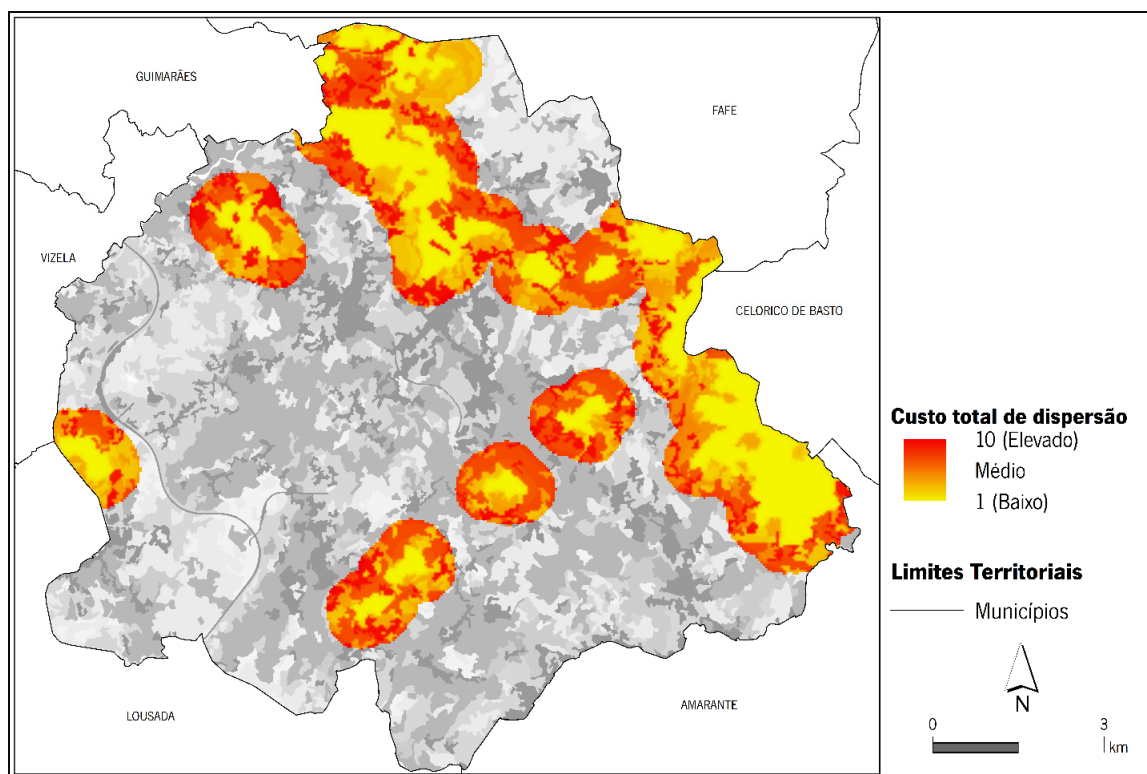 GUIMARÃES
FAFE
VIZELA
CELORICO DE BASTO
LOUSADA
AMARANTE
Custo total de dispersão
10 (Elevado)
Médio
1 (Baixo)
Limites Territoriais
Municípios
N
0 3
km